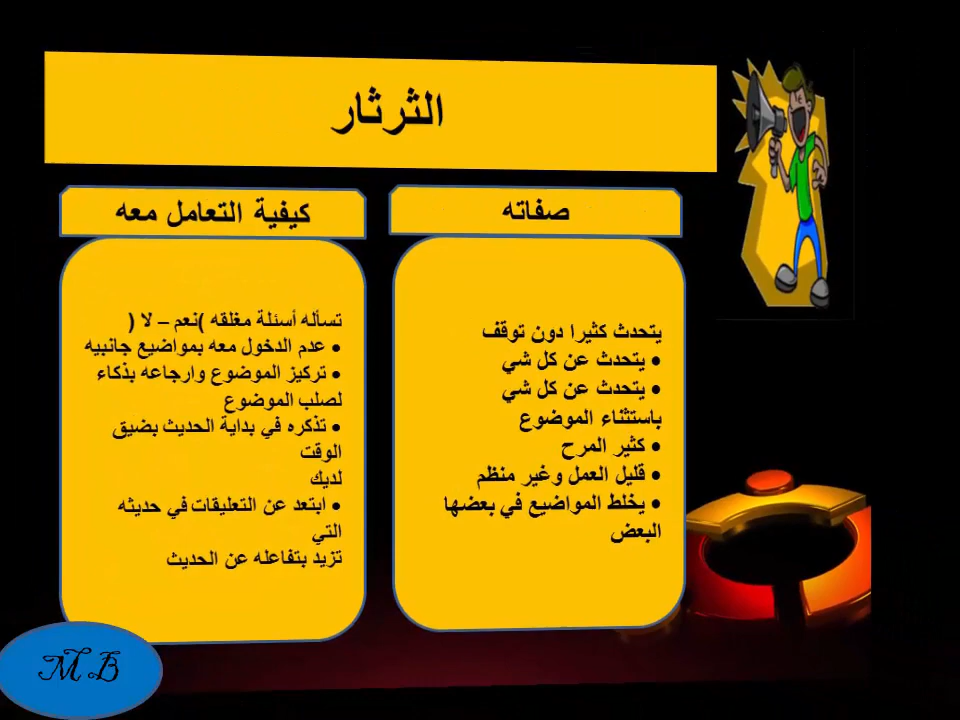 الثرثار
صفاته
يتحدث كثيرا دون توقف
• يتحدث عن كل شي
• يتحدث عن كل شي
باستثناء الموضوع
• كثير المرح
• قليل العمل وغير منظم
• يخلط المواضيع في بعضها
البعض
كيفية التعامل معه
تسأله أسئلة مغلقه )نعم – لا (
• عدم الدخول معه بمواضيع جانبيه
• تركيز الموضوع وارجاعه بذكاء
لصلب الموضوع
• تذكره في بداية الحديث بضيق
الوقت
لديك
• ابتعد عن التعليقات في حديثه
التي
تزيد بتفاعله عن الحديث
M B